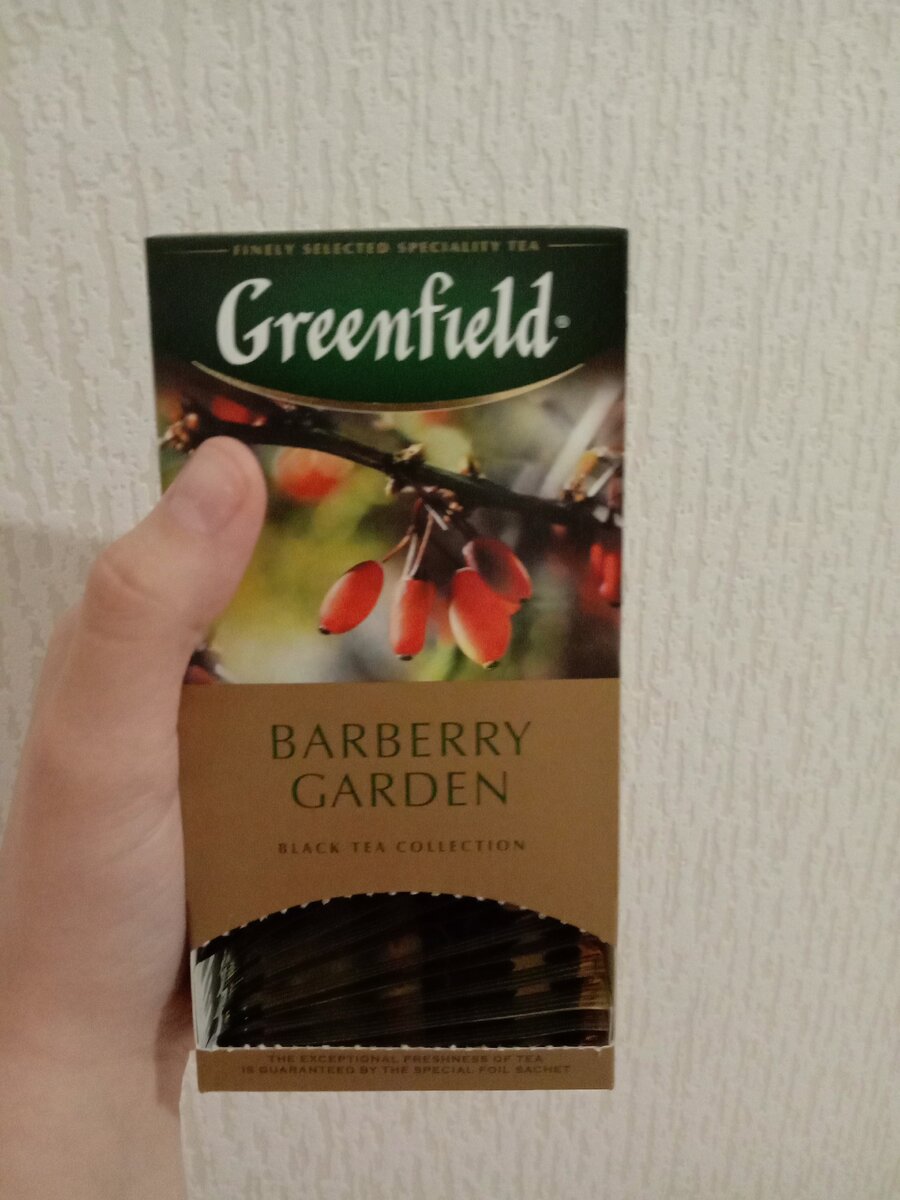 FINELY SELECTED SPECIALITY TEA
Greenfield
BARBERRY
GARDEN
BLACK TEA COLLECTION
THE EXCEPTIONAL FRESHNESS OF TEA
IS GUARANTEED BY THE SPECIAL FOIL SACHET